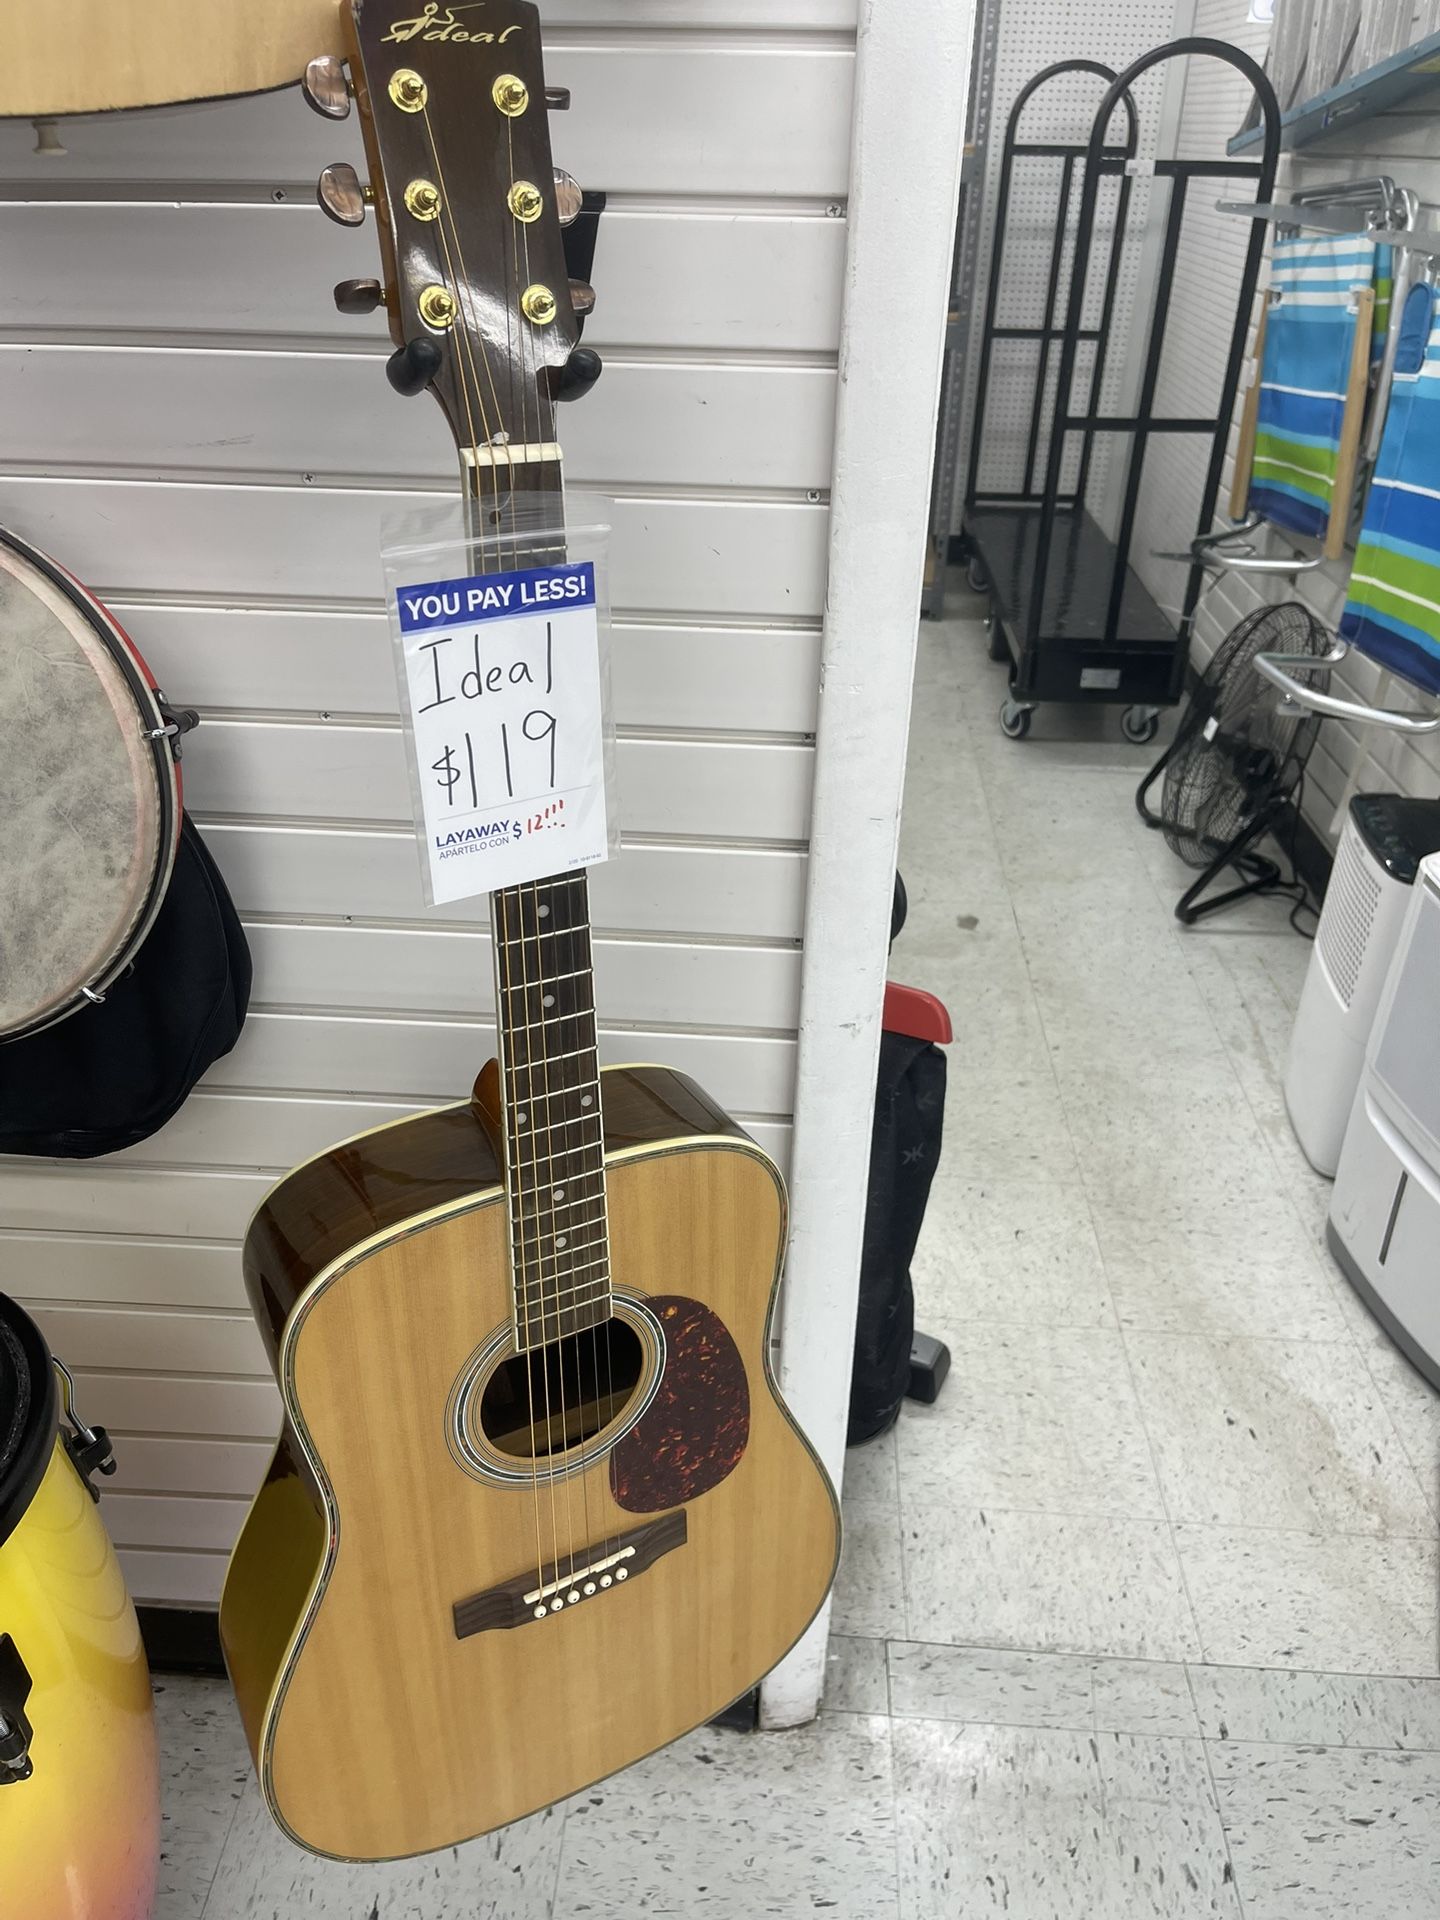 Ideal
YOU PAY LESS!
Ideal
$119
LAYAWAY $ 12!!!
APÁRTELO CON